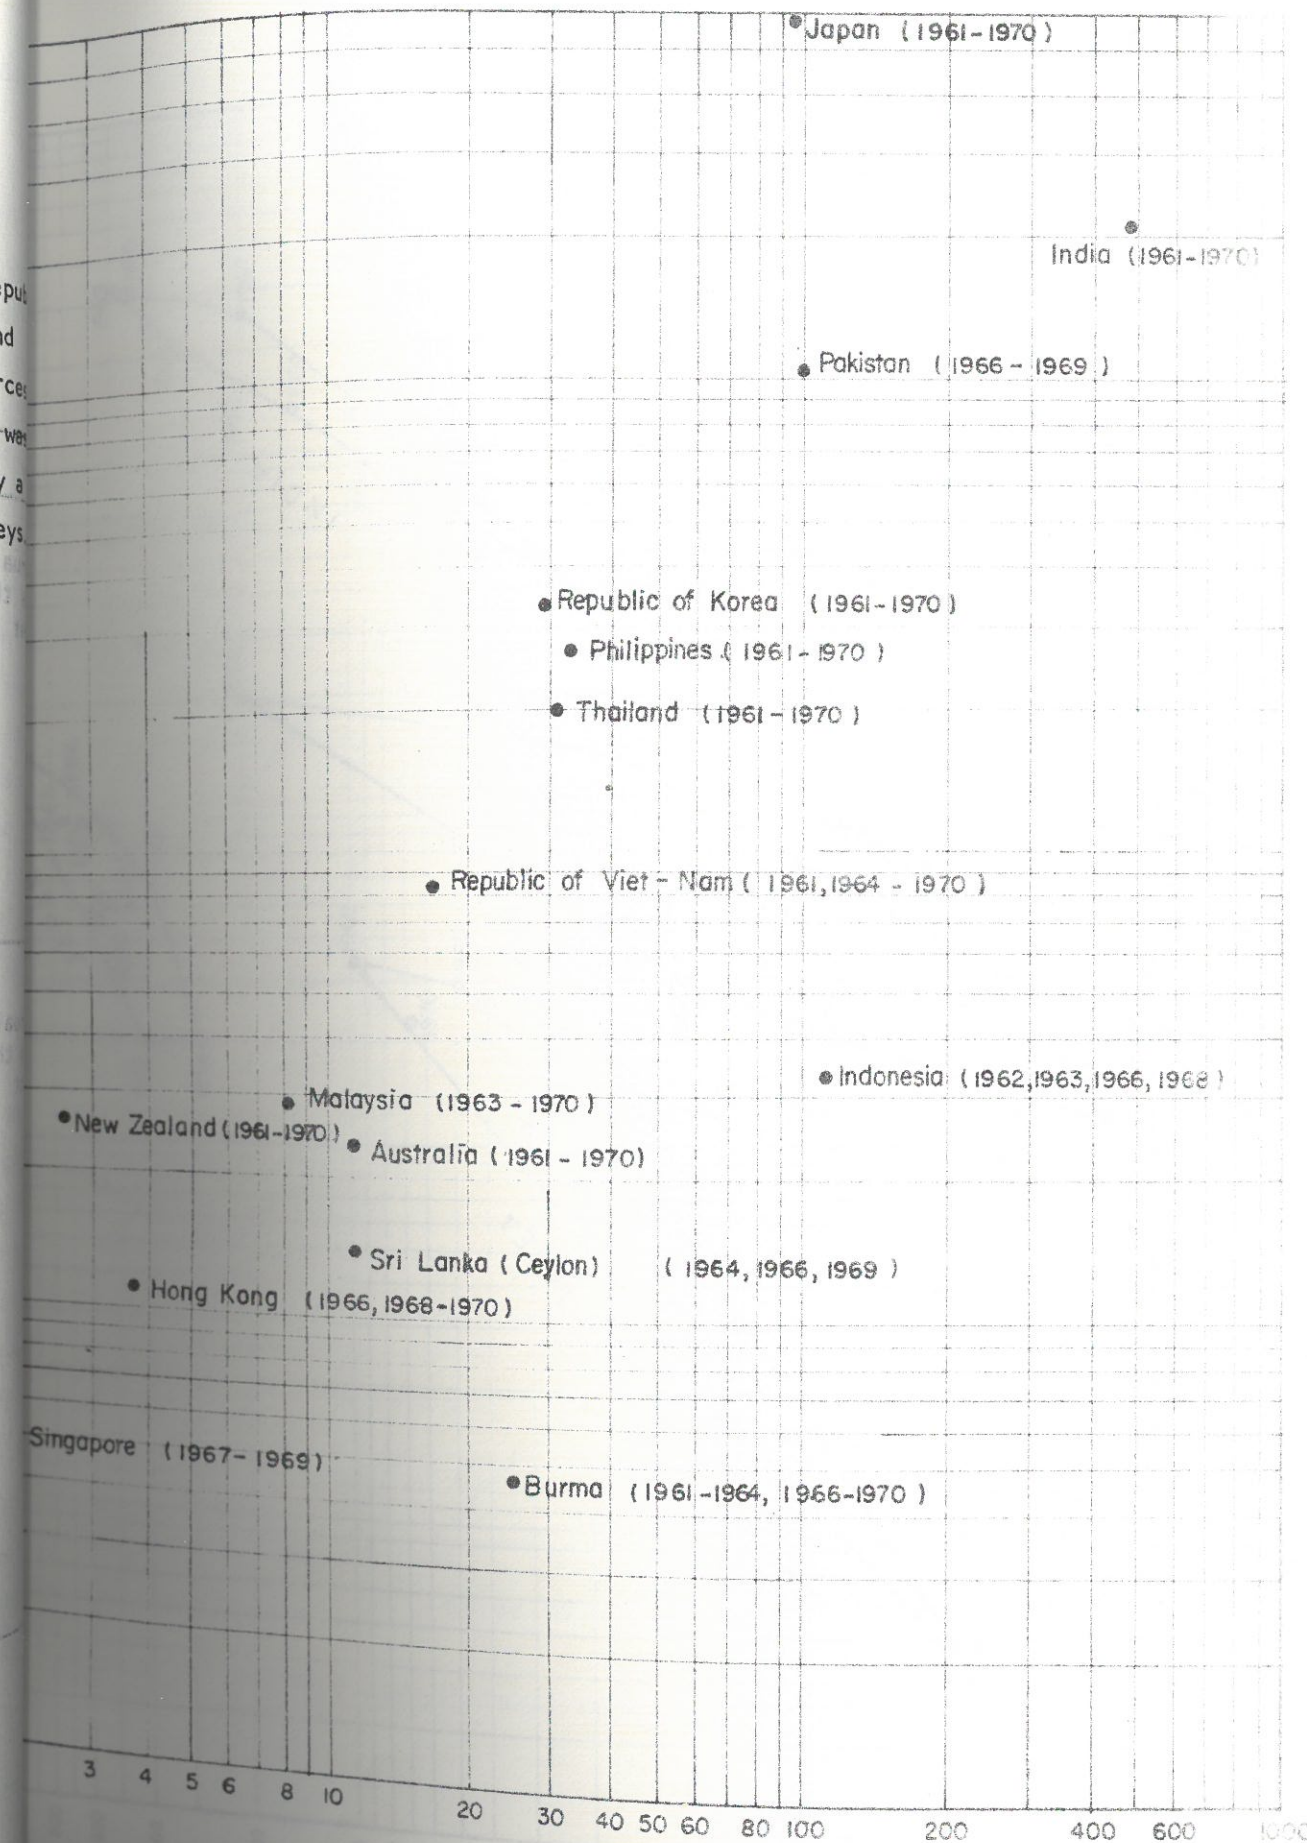 Japan (1961-1970)
India (1961-1970)
Pakistan (1966 - 1969)
Republic of Korea (1961-1970)
Philippines (1961-1970)
Thailand (1961-1970)
Republic of Viet-Nam (1961,1964 - 1970)
Indonesia (1962,1963,1966,1968)
Malaysia (1963 - 1970)
New Zealand (1961-1970)
Australia (1961 - 1970)
Sri Lanka (Ceylon) (1964, 1966, 1969)
Hong Kong (1966, 1968-1970)
Singapore (1967- 1969)
Burma (1961-1964, 1966-1970)
3 4 5 6 8 10 20 30 40 50 60 80 100 200 400 600 1000